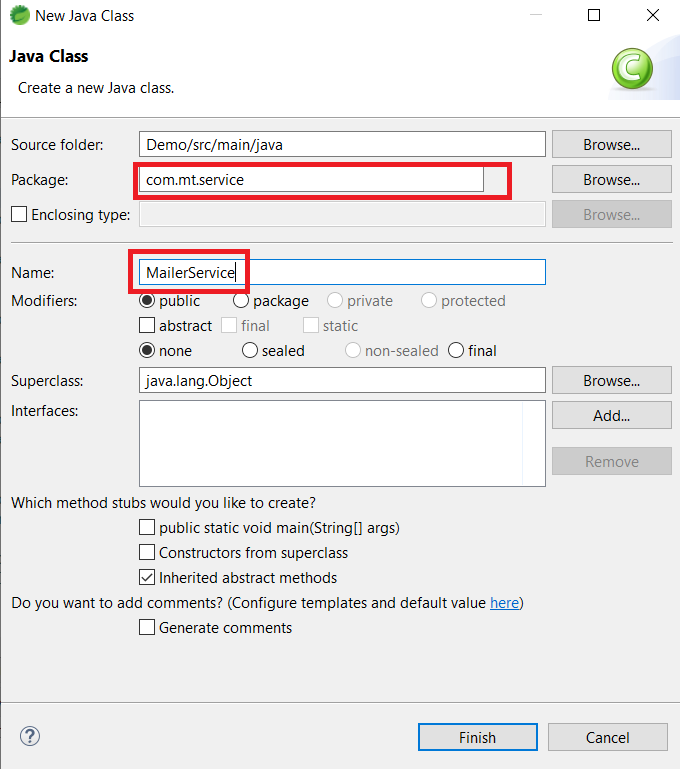 New Java Class
Java Class
Create a new Java class.
Source folder: Demo/src/main/java Browse...
Package: com.mt.service Browse...
Enclosing type: Browse...
Name: MailerService
Modifiers: public package private protected
abstract final static
none sealed non-sealed final
Superclass: java.lang.Object Browse...
Interfaces: Add...
Remove
Which method stubs would you like to create?
public static void main(String[] args)
Constructors from superclass
Inherited abstract methods
Do you want to add comments? (Configure templates and default value here)
Generate comments
? Finish Cancel